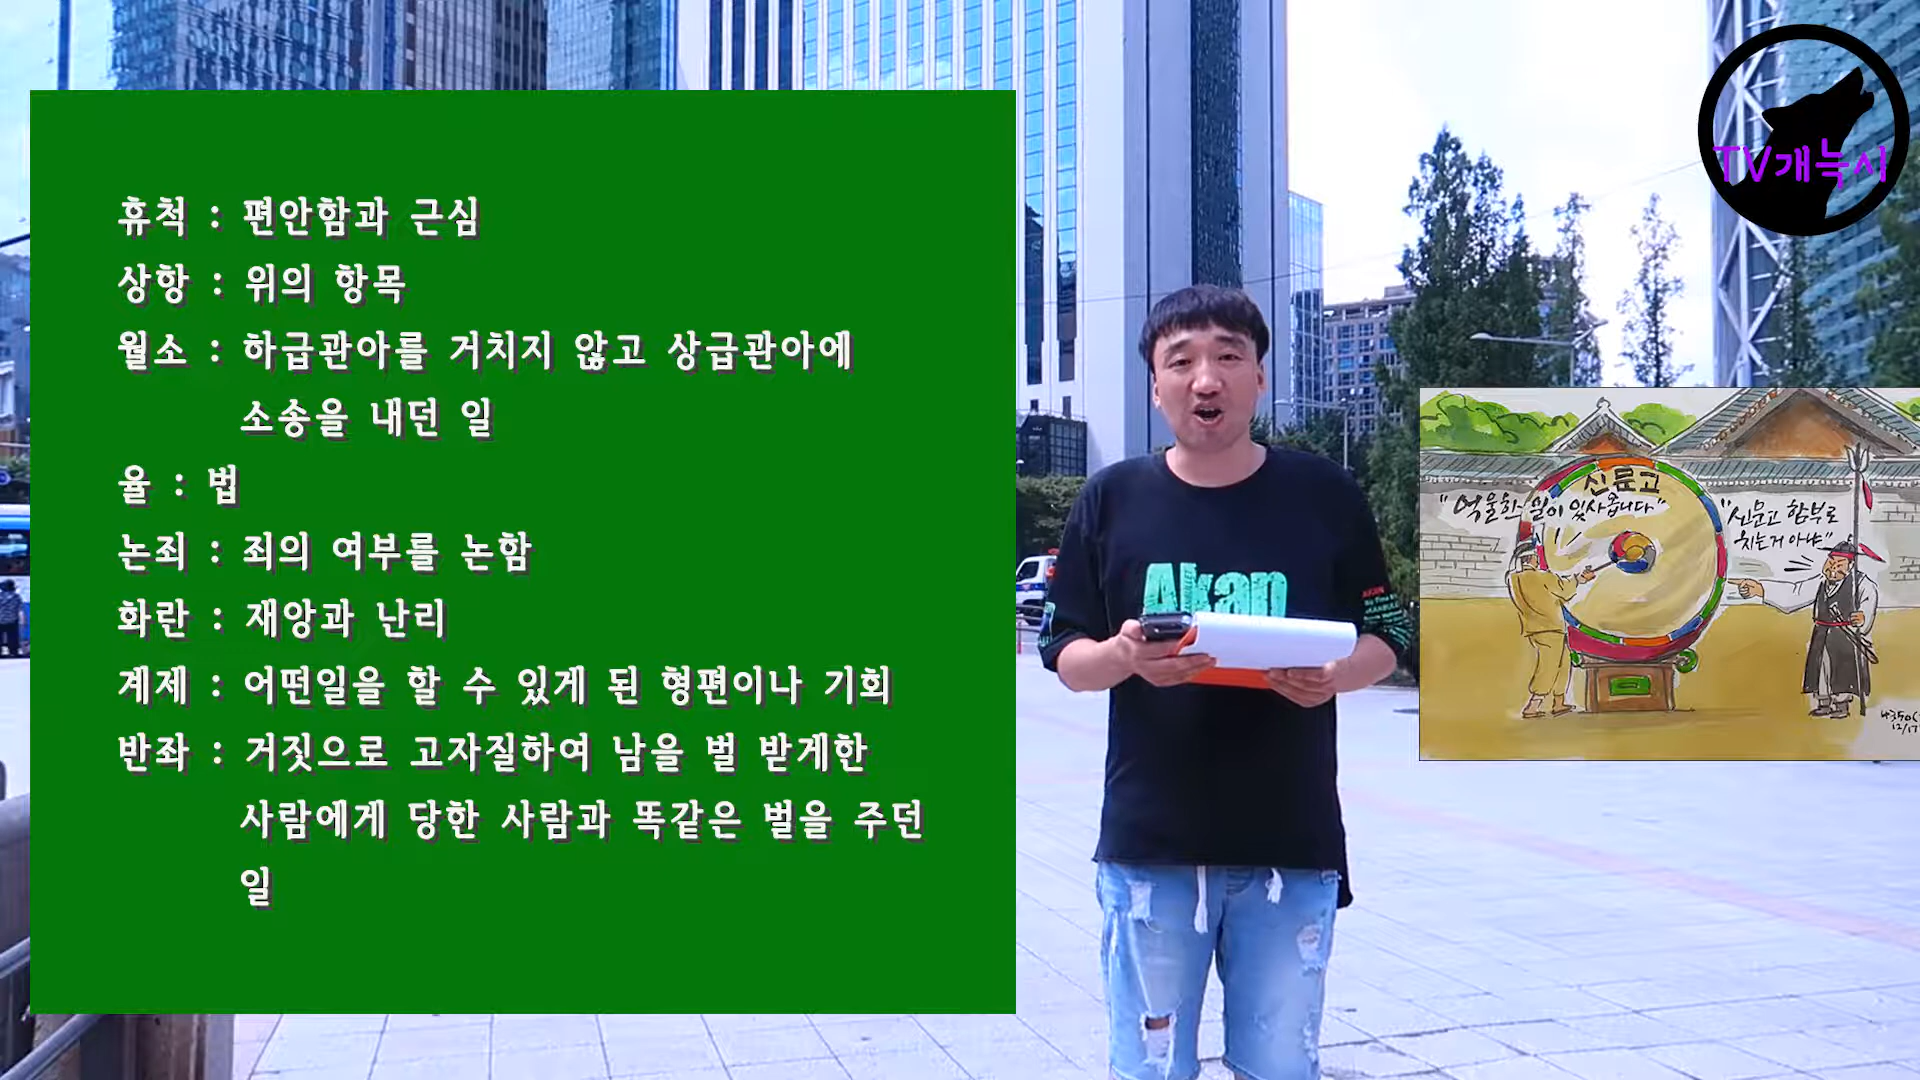 휴척 : 편안함과 근심
상항 : 위의 항목
월소 : 하급관아를 거치지 않고 상급관아에
소송을 내던 일
율 : 법
논죄 : 죄의 여부를 논함
화란 : 재앙과 난리
계제 : 어떤일을 할 수 있게 된 형편이나 기회
반좌 : 거짓으로 고자질하여 남을 벌 받게한
사람에게 당한 사람과 똑같은 벌을 주던
일
TV개늑시
Akan
신문고
"억울한 일이 있사옵니다"
"신문고 함부로
치는거 아냐"